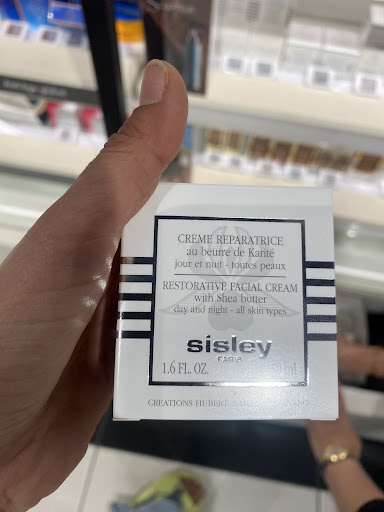 CREME REPARATRICE
au beurre de Karité
jour et nuit - toutes peaux
RESTORATIVE FACIAL CREAM
with Shea butter
day and night - all skin types
sisley
PARIS
1.6 FL. OZ.
CREATIONS HUBERT